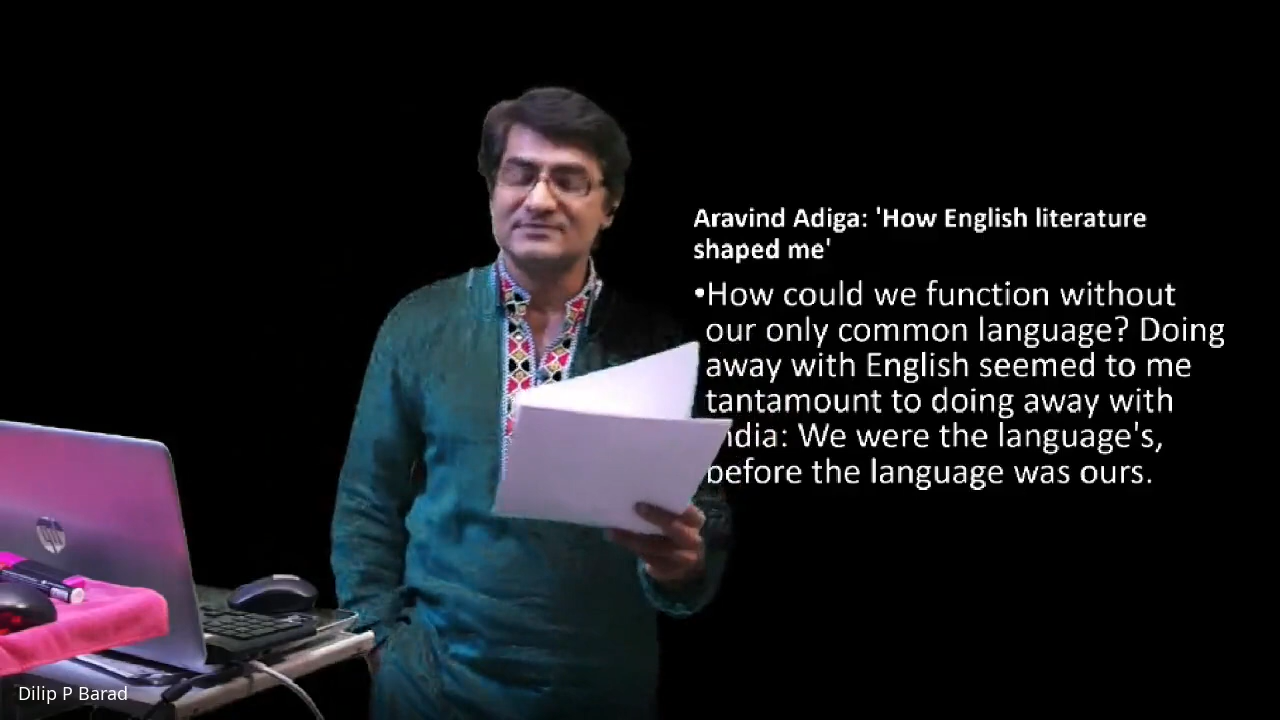 Aravind Adiga: 'How English literature
shaped me'
•How could we function without
our only common language? Doing
away with English seemed to me
tantamount to doing away with
ndia: We were the language's,
before the language was ours.
hp
Dilip P Barad